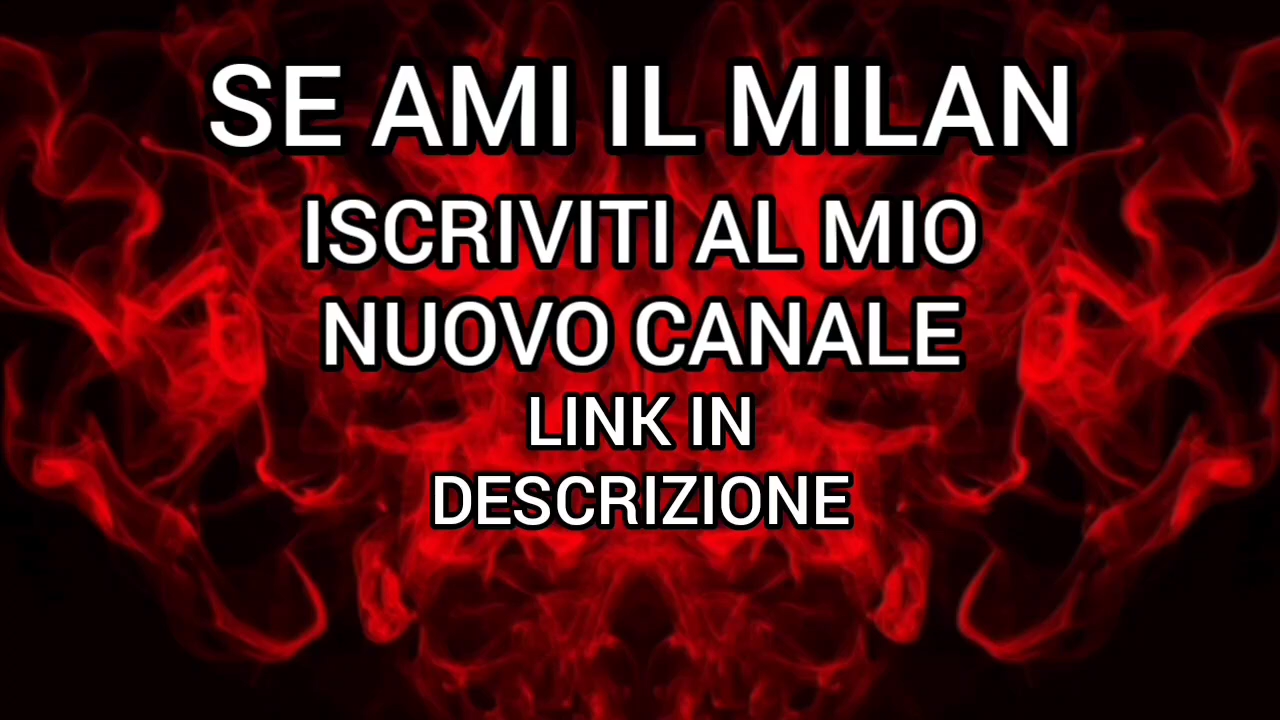 SE AMI IL MILAN
ISCRIVITI AL MIO
NUOVO CANALE
LINK IN
DESCRIZIONE